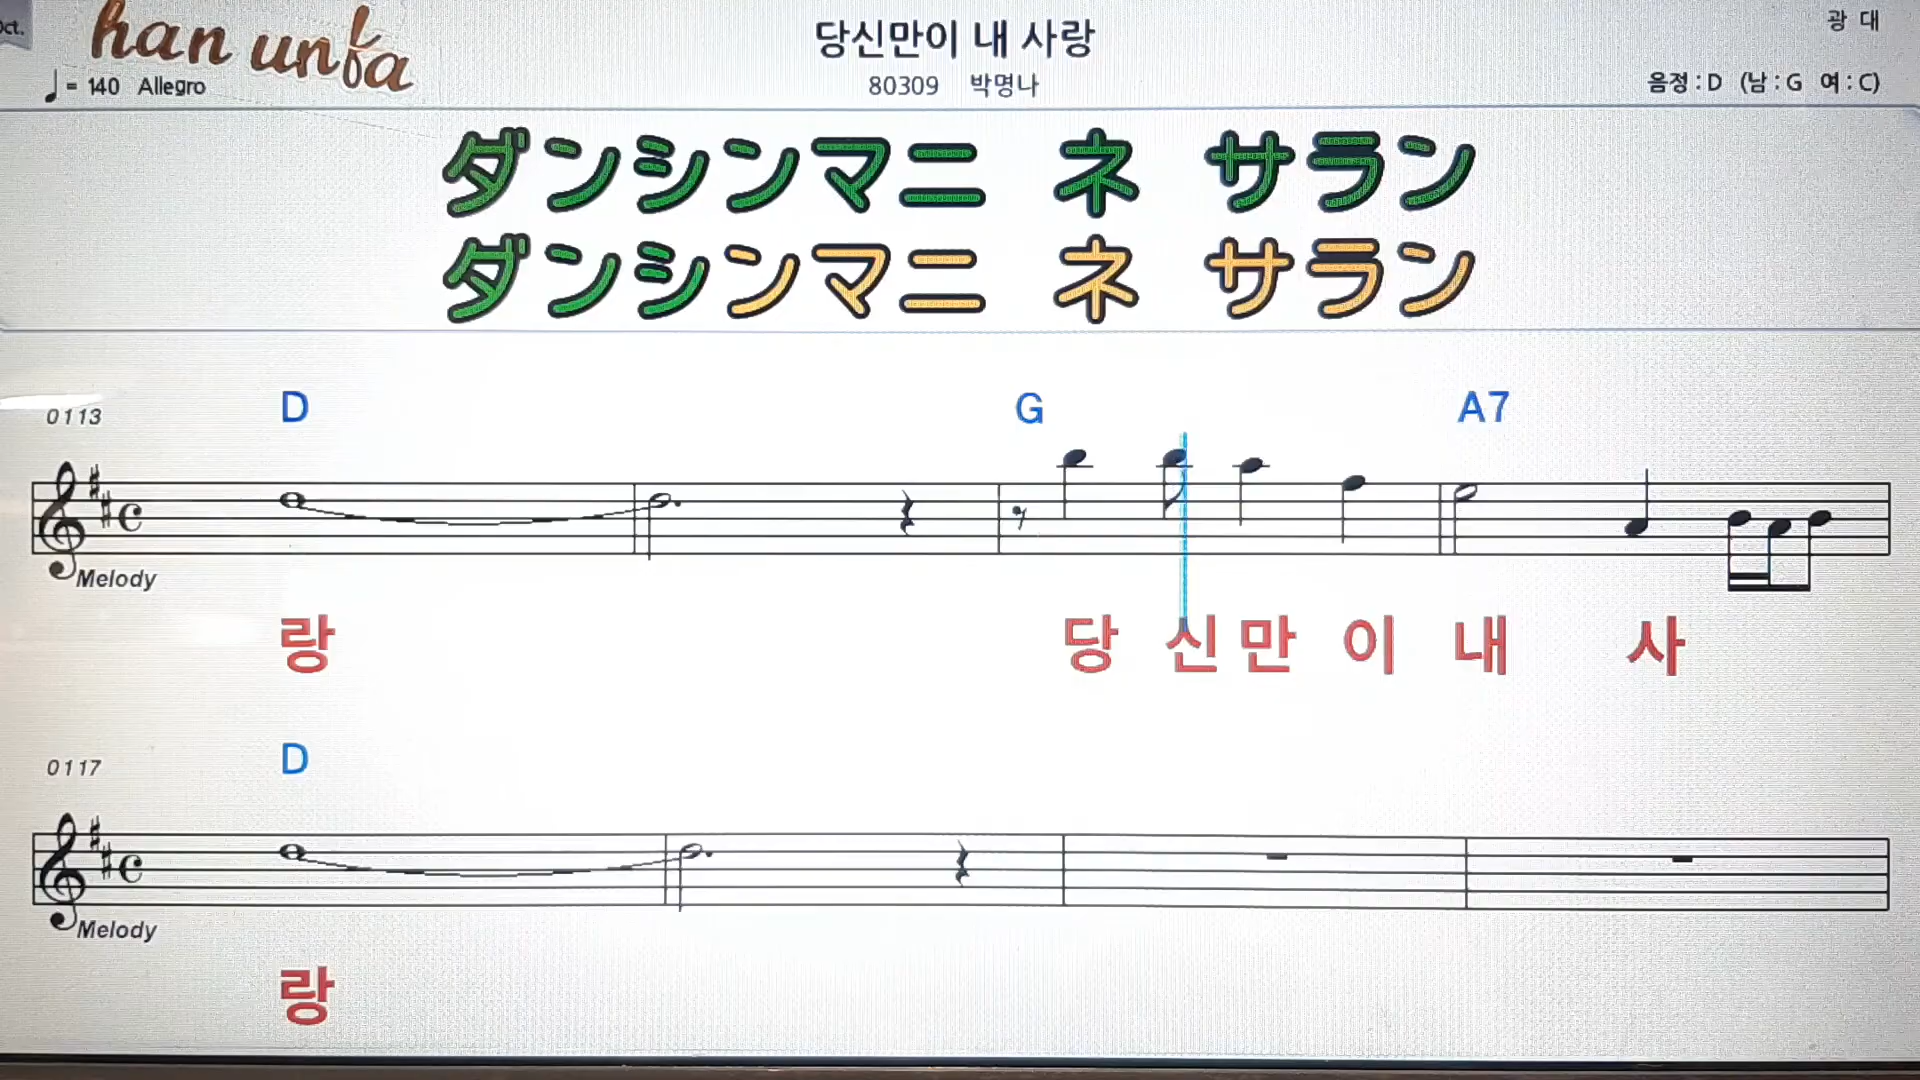 Oct.
han unfa
당신만이 내 사랑
광 대
= 140 Allegro
80309 박명나
음정 : D (남 : G 여 : C)
ダンシンマニ ネ サラン
ダンシンマニ ネ サラン
0113
D G A7
Melody
랑 당 신 만 이 내 사
0117
D
Melody
랑